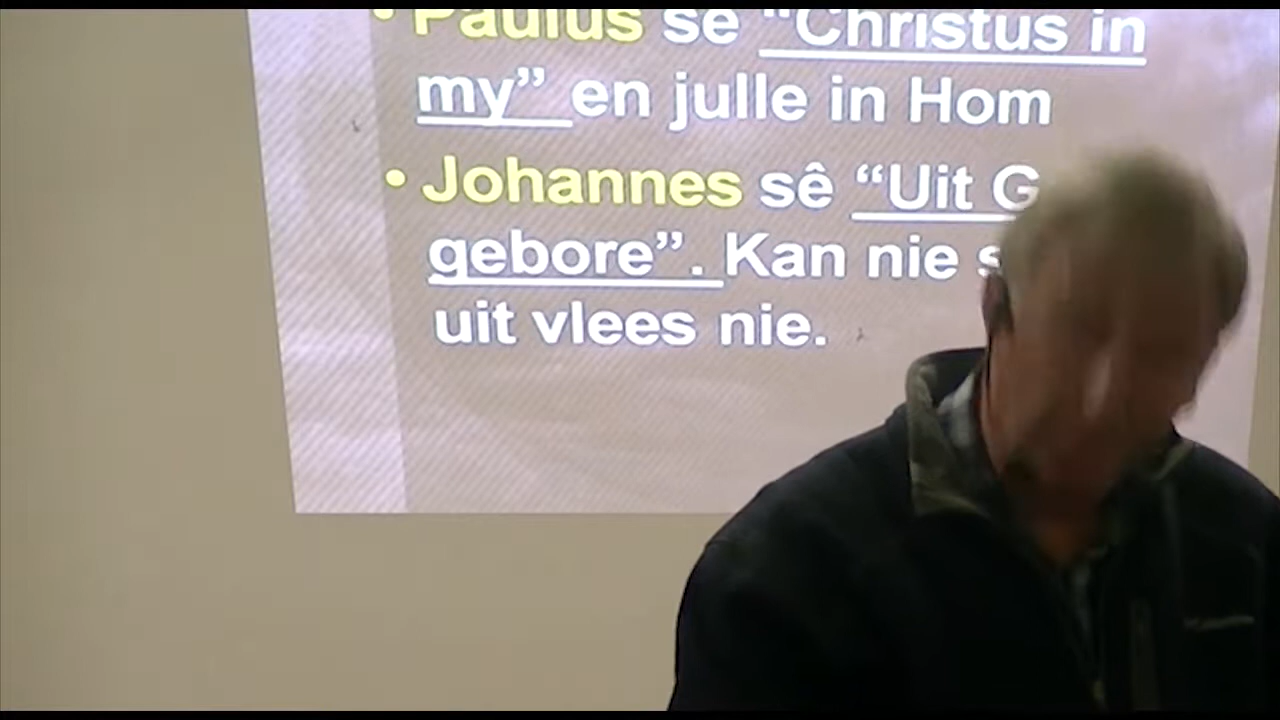 • Paulus sê “Christus in
my” en julle in Hom
• Johannes sê “Uit G
gebore”. Kan nie s
uit vlees nie.